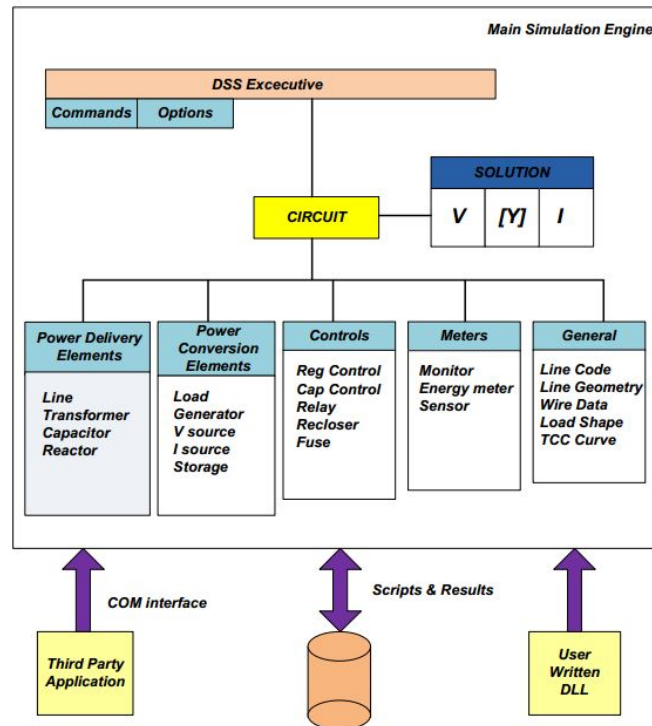 Main Simulation Engine
DSS Excecutive
Commands
Options
SOLUTION
V
[Y]
I
CIRCUIT
Power Delivery
Elements
Line
Transformer
Capacitor
Reactor
Power
Conversion
Elements
Load
Generator
V source
I source
Storage
Controls
Reg Control
Cap Control
Relay
Recloser
Fuse
Meters
Monitor
Energy meter
Sensor
General
Line Code
Line Geometry
Wire Data
Load Shape
TCC Curve
COM interface
Scripts & Results
Third Party
Application
User
Written
DLL